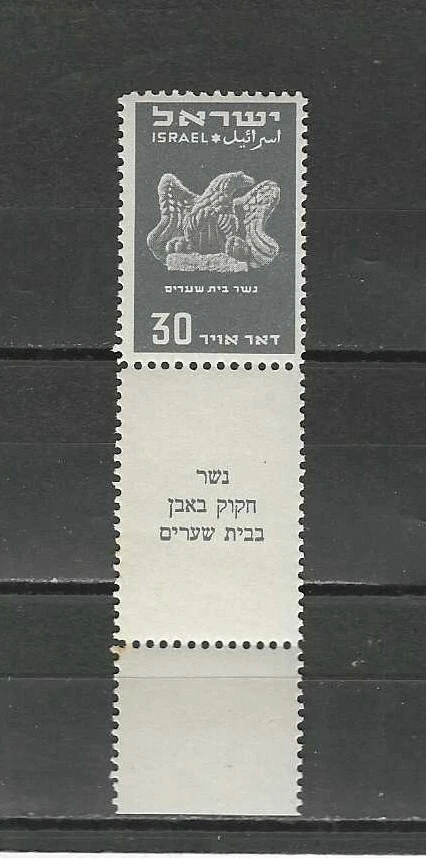 ישראל
ISRAEL ✡ اسرائيل
נשר בית שערים
30 דאר אויר
נשר
חקוק באבן
בבית שערים